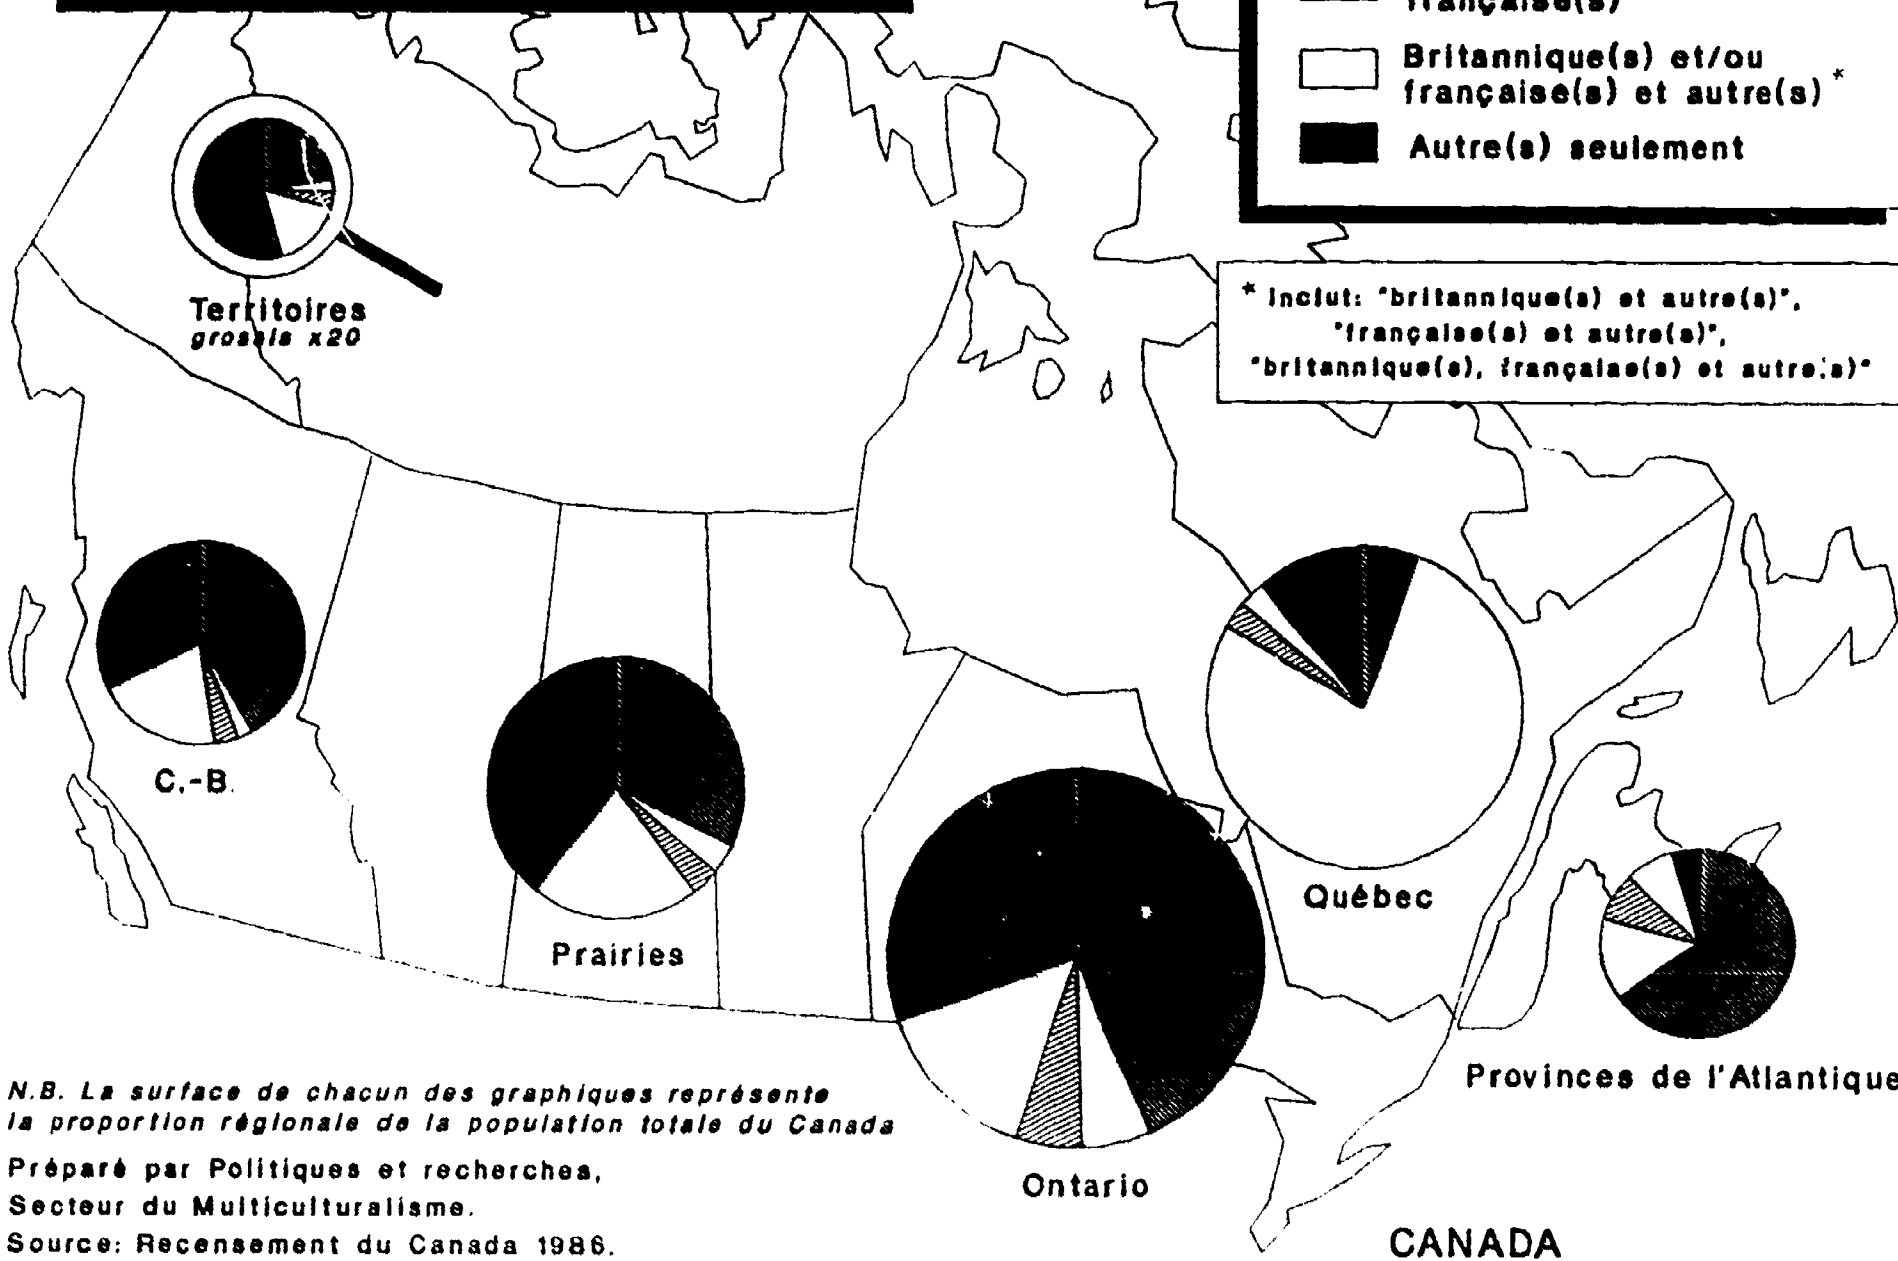 française(s)
Britannique(s) et/ou
française(s) et autre(s)*
Autre(s) seulement
* Inclut: "britannique(s) et autre(s)",
"française(s) et autre(s)",
"britannique(s), française(s) et autre(s)"
Territoires
grossis x20
C.-B.
Prairies
Québec
Ontario
Provinces de l'Atlantique
N.B. La surface de chacun des graphiques représente
la proportion régionale de la population totale du Canada
Préparé par Politiques et recherches,
Secteur du Multiculturalisme.
Source: Recensement du Canada 1986.
CANADA